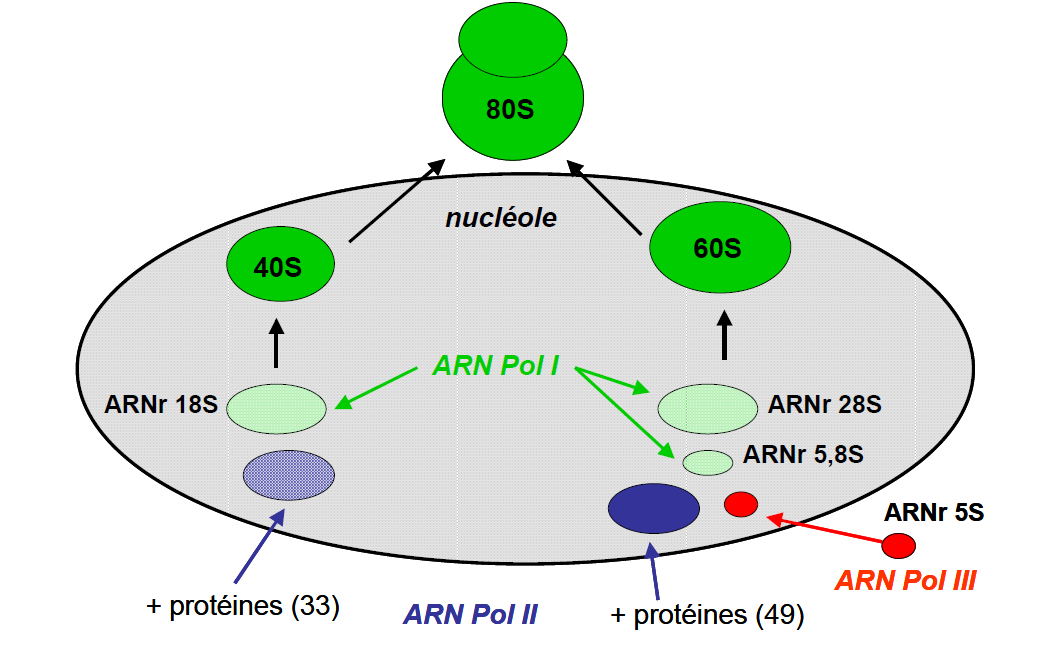 80S
nucléole
40S
60S
ARN Pol I
ARNr 18S
ARNr 28S
ARNr 5,8S
ARNr 5S
ARN Pol III
+ protéines (33)
ARN Pol II
+ protéines (49)